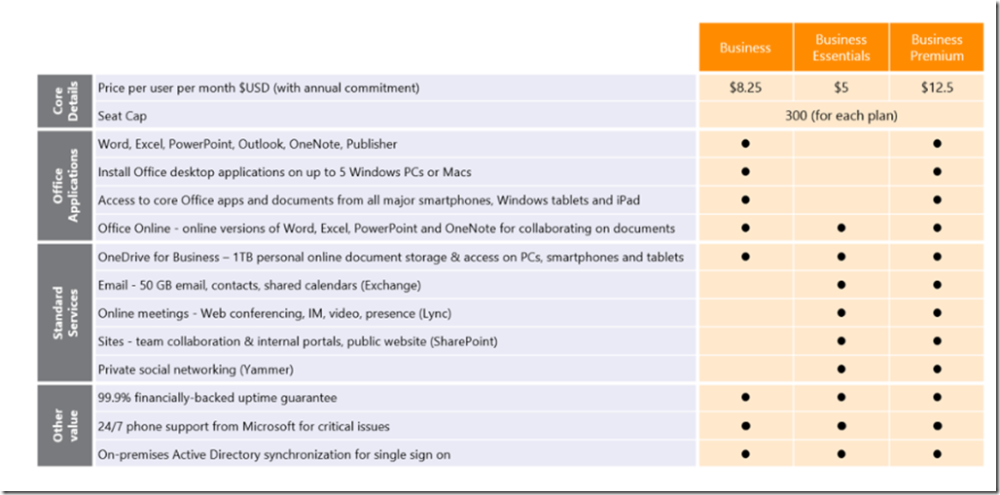 Business
Business
Essentials
Business
Premium
Core
Details
Price per user per month $USD (with annual commitment)
$8.25
$5
$12.5
Seat Cap
300 (for each plan)
Office
Applications
Word, Excel, PowerPoint, Outlook, OneNote, Publisher
● ●
Install Office desktop applications on up to 5 Windows PCs or Macs
● ●
Access to core Office apps and documents from all major smartphones, Windows tablets and iPad
● ●
Office Online - online versions of Word, Excel, PowerPoint and OneNote for collaborating on documents
● ● ●
Standard
Services
OneDrive for Business – 1TB personal online document storage & access on PCs, smartphones and tablets
● ● ●
Email - 50 GB email, contacts, shared calendars (Exchange)
● ●
Online meetings - Web conferencing, IM, video, presence (Lync)
● ●
Sites - team collaboration & internal portals, public website (SharePoint)
● ●
Private social networking (Yammer)
● ●
Other
value
99.9% financially-backed uptime guarantee
● ● ●
24/7 phone support from Microsoft for critical issues
● ● ●
On-premises Active Directory synchronization for single sign on
● ● ●